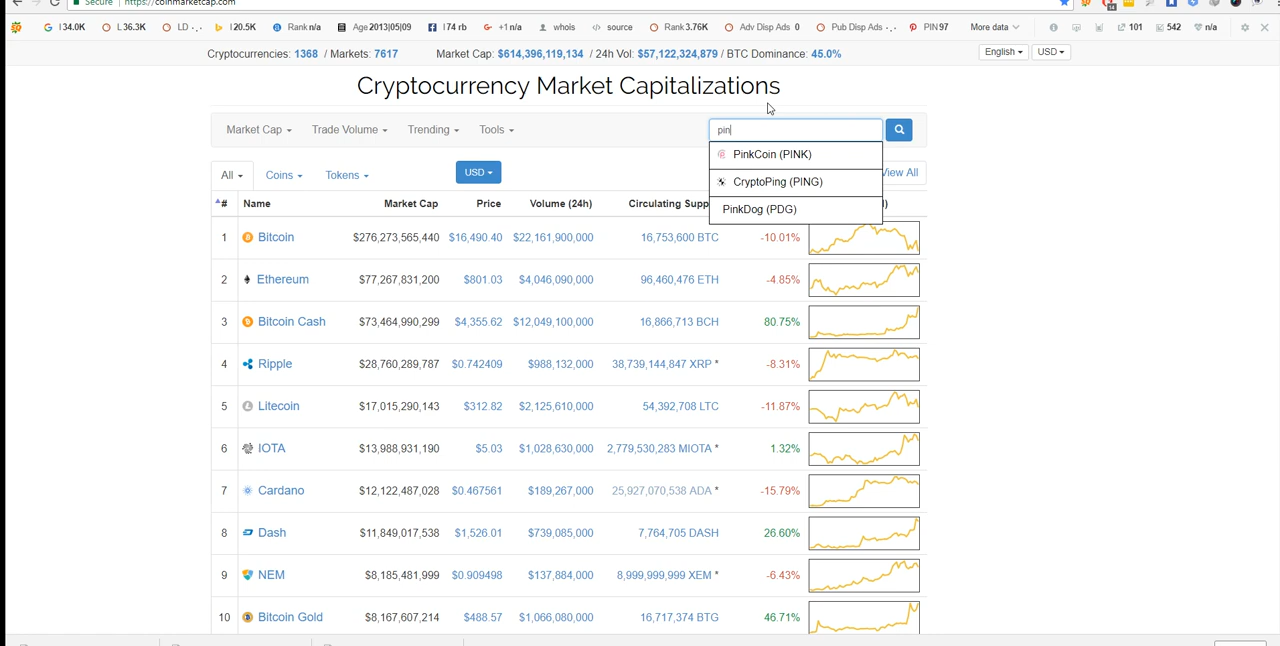 Secure https://coinmarketcap.com
14
I 34.0K L 36.3K LD I 20.5K Rank n/a Age 2013|05|09 I 74 rt +1 n/a whois source Rank 3.76K Adv Disp Ads 0 Pub Disp Ads PIN 97 More data 101 542 n/a
Cryptocurrencies: 1368 / Markets: 7617 Market Cap: $614,396,119,134 / 24h Vol: $57,122,324,879 / BTC Dominance: 45.0% English USD
Cryptocurrency Market Capitalizations
Market Cap Trade Volume Trending Tools pin
PinkCoin (PINK)
CryptoPing (PING)
PinkDog (PDG)
All Coins Tokens USD View All
# Name Market Cap Price Volume (24h) Circulating Supp )
1 Bitcoin $276,273,565,440 $16,490.40 $22,161,900,000 16,753,600 BTC -10.01%
2 Ethereum $77,267,831,200 $801.03 $4,046,090,000 96,460,476 ETH -4.85%
3 Bitcoin Cash $73,464,990,299 $4,355.62 $12,049,100,000 16,866,713 BCH 80.75%
4 Ripple $28,760,289,787 $0.742409 $988,132,000 38,739,144,847 XRP * -8.31%
5 Litecoin $17,015,290,143 $312.82 $2,125,610,000 54,392,708 LTC -11.87%
6 IOTA $13,988,931,190 $5.03 $1,028,630,000 2,779,530,283 MIOTA * 1.32%
7 Cardano $12,122,487,028 $0.467561 $189,267,000 25,927,070,538 ADA * -15.79%
8 Dash $11,849,017,538 $1,526.01 $739,085,000 7,764,705 DASH 26.60%
9 NEM $8,185,481,999 $0.909498 $137,884,000 8,999,999,999 XEM * -6.43%
10 Bitcoin Gold $8,167,607,214 $488.57 $1,066,080,000 16,717,374 BTG 46.71%